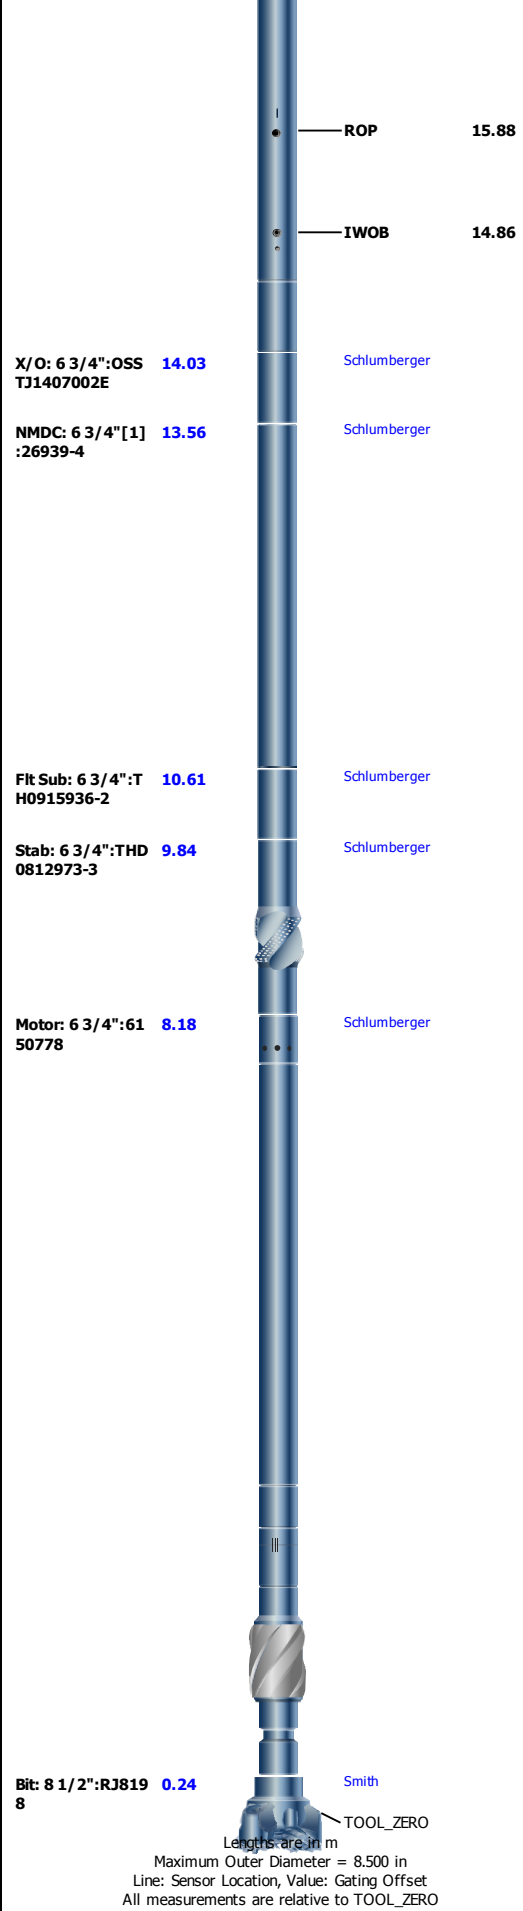 ROP 15.88
IWOB 14.86
X/O: 6 3/4":OSS 14.03 Schlumberger
TJ1407002E
NMDC: 6 3/4"[1] 13.56 Schlumberger
:26939-4
Flt Sub: 6 3/4":T 10.61 Schlumberger
H0915936-2
Stab: 6 3/4":THD 9.84 Schlumberger
0812973-3
Motor: 6 3/4":61 8.18 Schlumberger
50778
Bit: 8 1/2":RJ819 0.24 Smith
8
TOOL_ZERO
Lengths are in m
Maximum Outer Diameter = 8.500 in
Line: Sensor Location, Value: Gating Offset
All measurements are relative to TOOL_ZERO